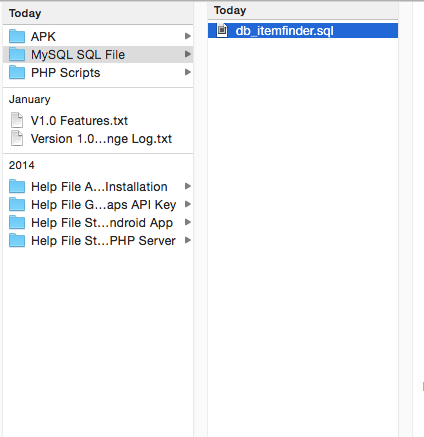 Today
APK
MySQL SQL File
PHP Scripts
January
V1.0 Features.txt
Version 1.0...nge Log.txt
2014
Help File A...Installation
Help File G...aps API Key
Help File St...ndroid App
Help File St...PHP Server
Today
db_itemfinder.sql